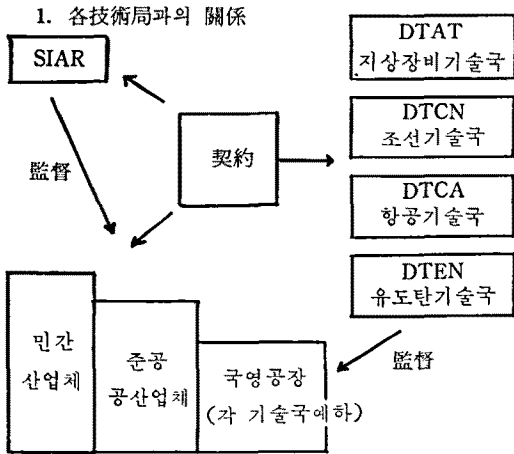 1. 各技術局과의 關係
SIAR
DTAT
지상장비기술국
契約
DTCN
조선기술국
監督
DTCA
항공기술국
DTEN
유도탄기술국
監督
민간
산업체
준공
공산업체
국영공장
(각 기술국예하)